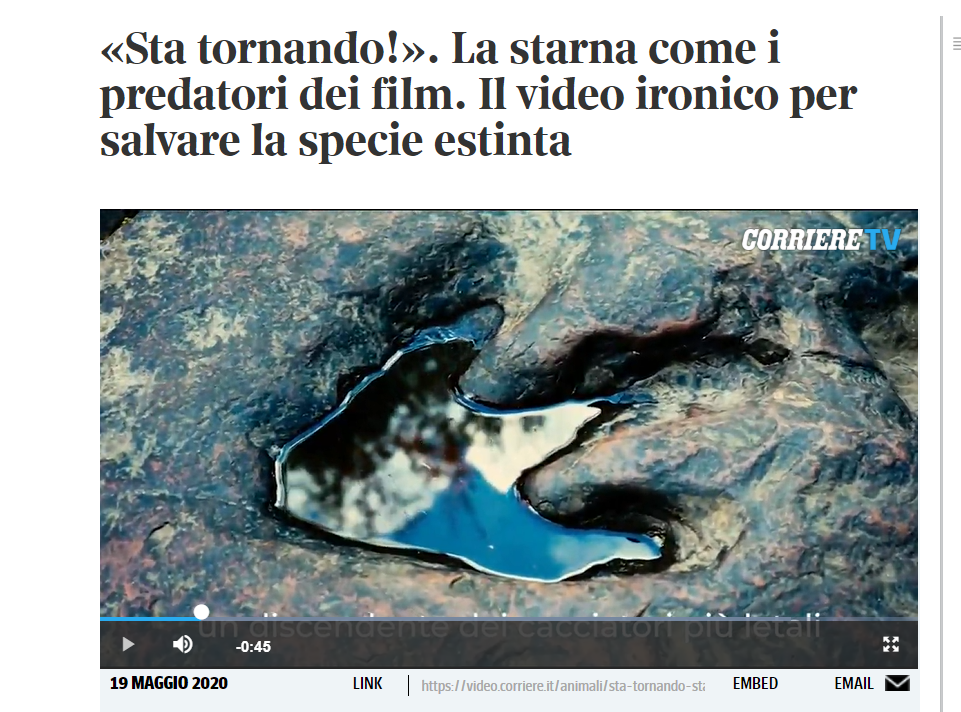 «Sta tornando!». La starna come i
predatori dei film. Il video ironico per
salvare la specie estinta
CORRIERE TV
un discendente dei cacciatori più letali
-0:45
19 MAGGIO 2020 LINK https://video.corriere.it/animali/sta-tornando-sta EMBED EMAIL